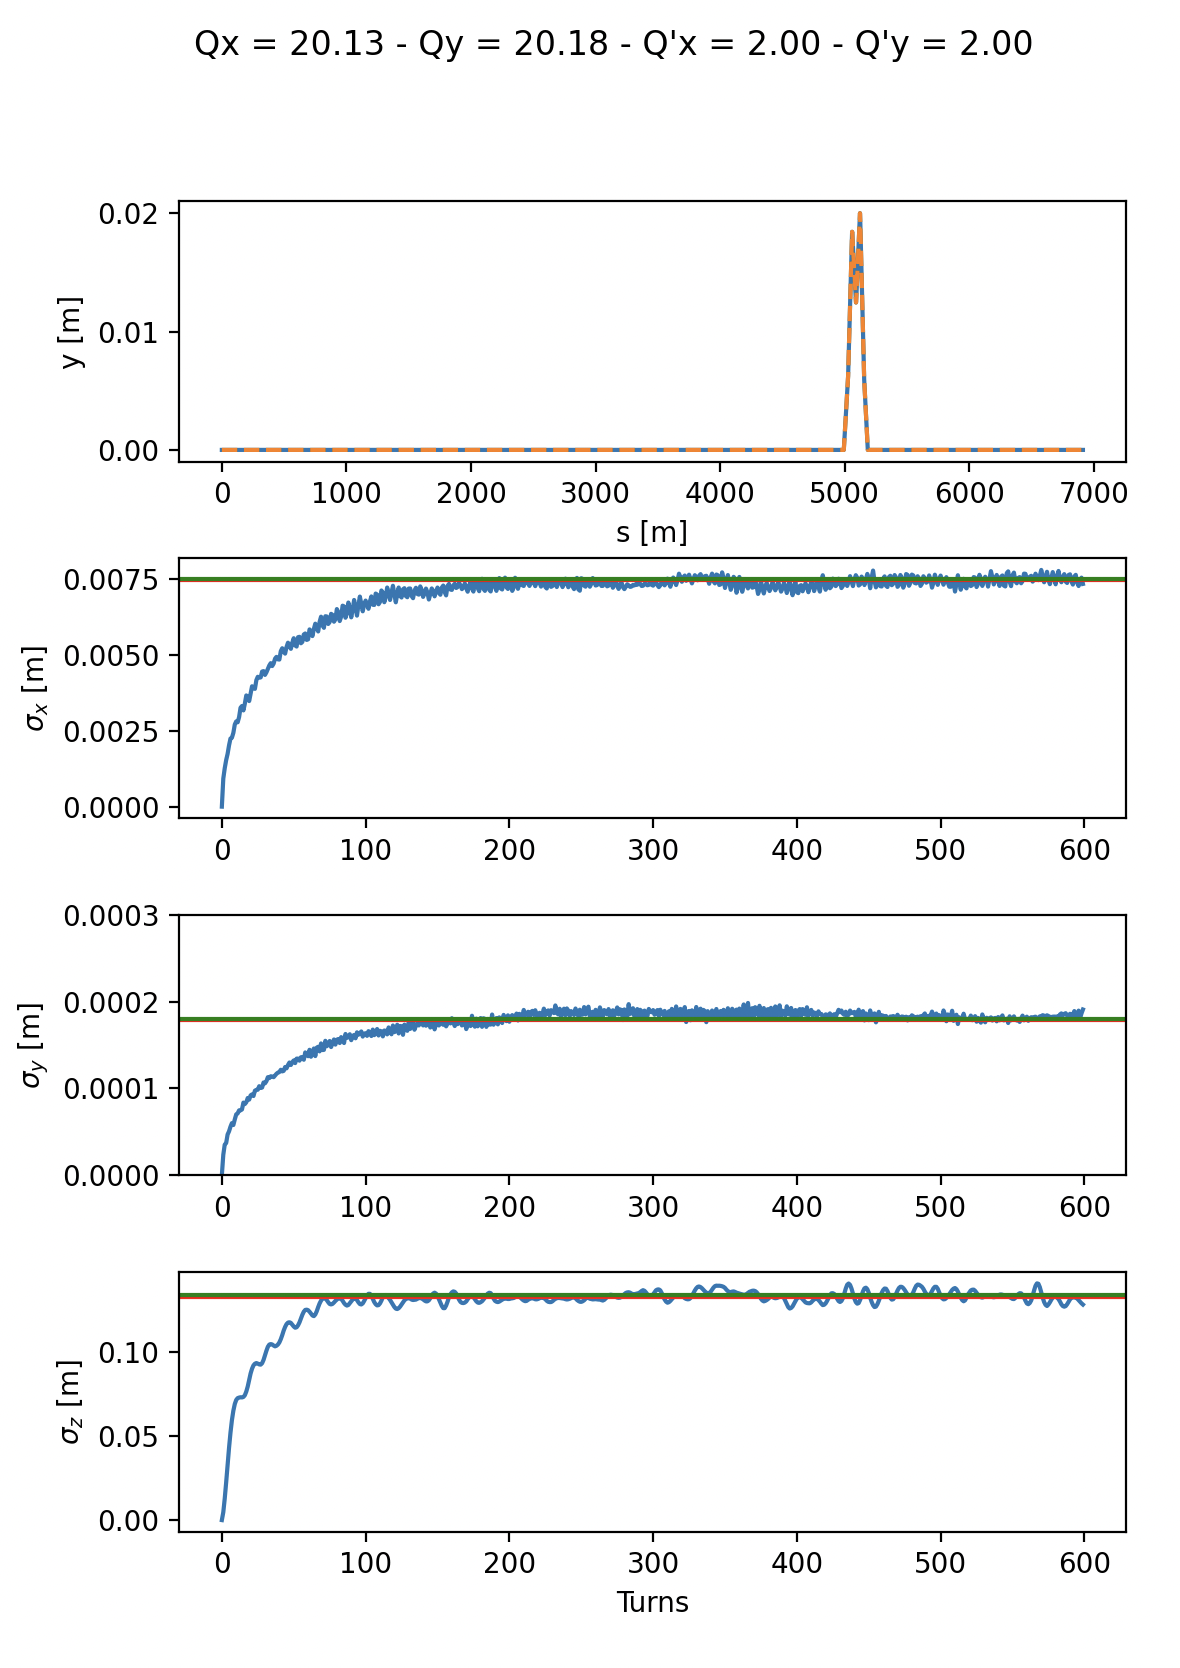 Qx = 20.13 - Qy = 20.18 - Q'x = 2.00 - Q'y = 2.00
0.02
0.01
0.00
y [m]
0 1000 2000 3000 4000 5000 6000 7000
s [m]
0.0075
0.0050
0.0025
0.0000
σx [m]
0 100 200 300 400 500 600
0.0003
0.0002
0.0001
0.0000
σy [m]
0 100 200 300 400 500 600
0.10
0.05
0.00
σz [m]
0 100 200 300 400 500 600
Turns